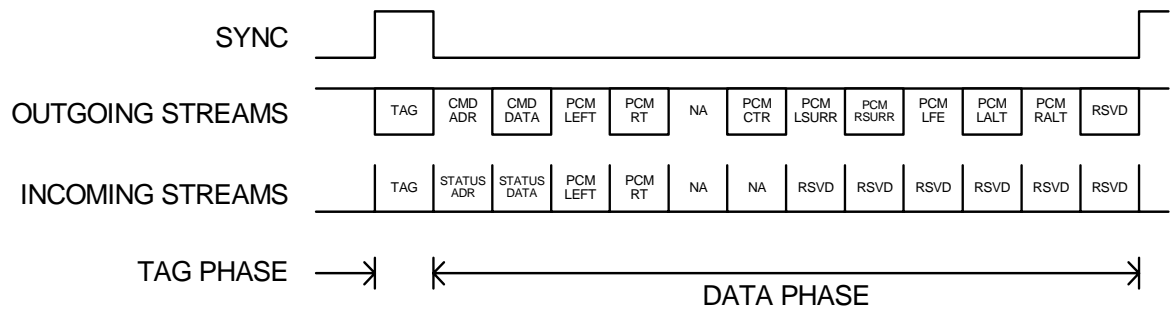 SYNC
OUTGOING STREAMS
TAG
CMD
ADR
CMD
DATA
PCM
LEFT
PCM
RT
NA
PCM
CTR
PCM
LSURR
PCM
RSURR
PCM
LFE
PCM
LALT
PCM
RALT
RSVD
INCOMING STREAMS
TAG
STATUS
ADR
STATUS
DATA
PCM
LEFT
PCM
RT
NA
NA
RSVD
RSVD
RSVD
RSVD
RSVD
RSVD
TAG PHASE
DATA PHASE